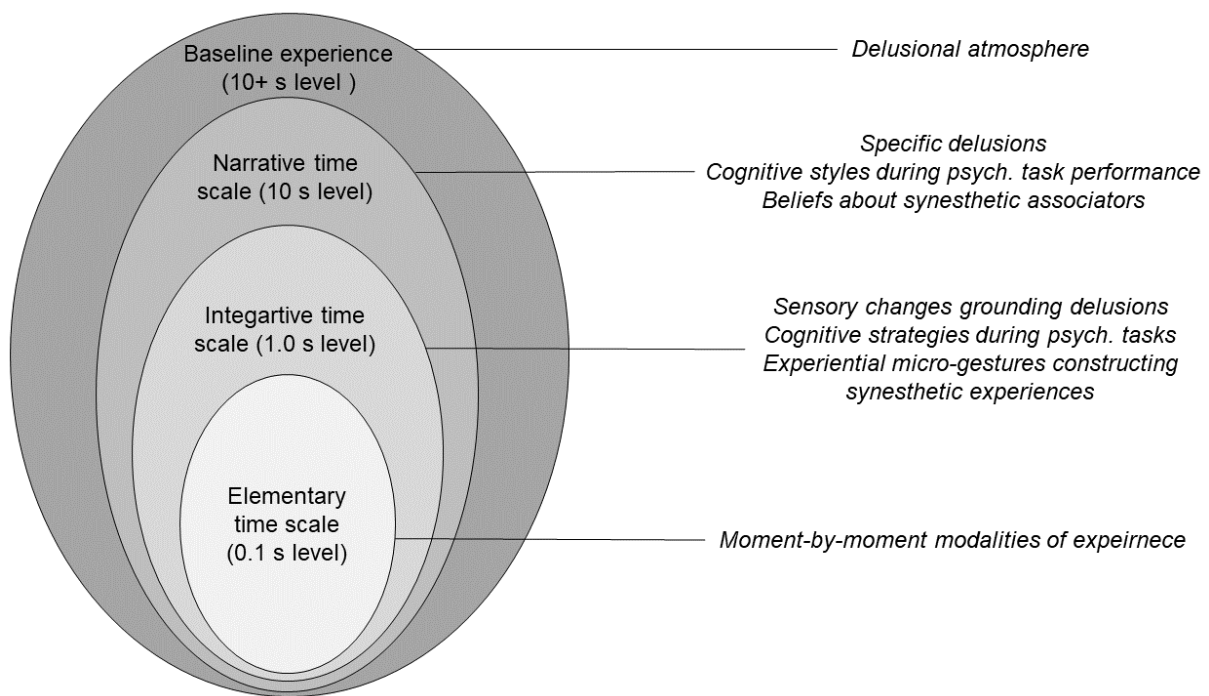 Baseline experience
(10+ s level )
Delusional atmosphere
Narrative time
scale (10 s level)
Specific delusions
Cognitive styles during psych. task performance
Beliefs about synesthetic associators
Integartive time
scale (1.0 s level)
Sensory changes grounding delusions
Cognitive strategies during psych. tasks
Experiential micro-gestures constructing
synesthetic experiences
Elementary
time scale
(0.1 s level)
Moment-by-moment modalities of expeirnece